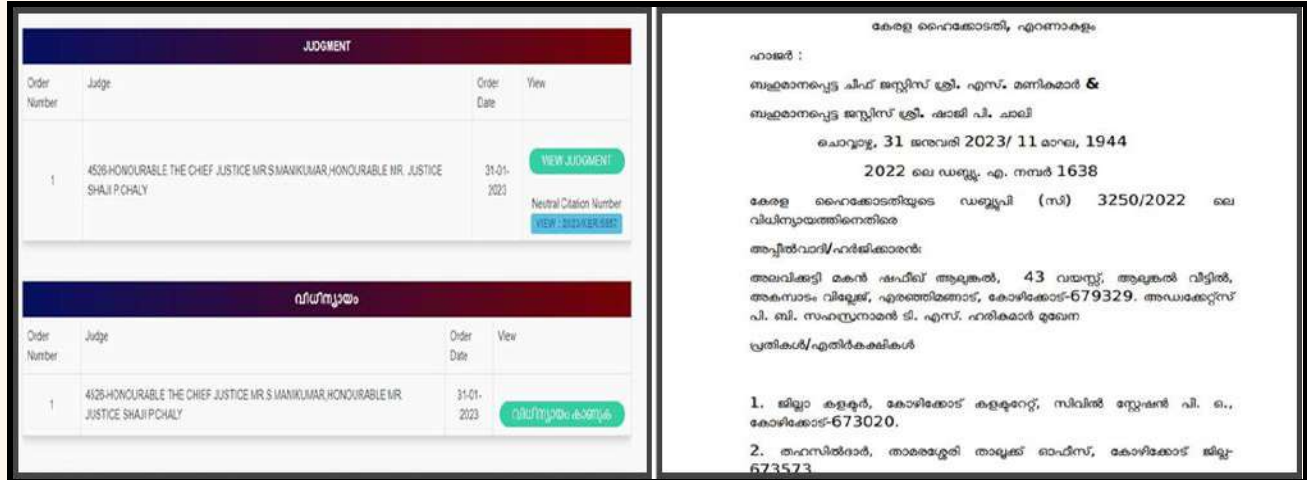 JUDGMENT
Order Number
Judge
Order Date
View
1
4526-HONOURABLE THE CHIEF JUSTICE MR.S.MANIKUMAR,HONOURABLE MR. JUSTICE
SHAJI P.CHALY
31-01-
2023
VIEW JUDGMENT
Neutral Citation Number
VIEW : 2023/KER/5857
വിധിന്യായം
Order Number
Judge
Order Date
View
1
4526-HONOURABLE THE CHIEF JUSTICE MR.S.MANIKUMAR,HONOURABLE MR.
JUSTICE SHAJI P.CHALY
31-01-
2023
വിധിന്യായം കാണുക
കേരള ഹൈക്കോടതി, എറണാകുളം
ഹാജർ :
ബഹുമാനപ്പെട്ട ചീഫ് ജസ്റ്റിസ് ശ്രീ. എസ്. മണികുമാർ &
ബഹുമാനപ്പെട്ട ജസ്റ്റിസ് ശ്രീ. ഷാജി പി. ചാലി
ചൊവ്വാഴ്ച, 31 ജനുവരി 2023/ 11 മാഘ, 1944
2022 ലെ ഡബ്ല്യു. എ. നമ്പർ 1638
കേരള ഹൈക്കോടതിയുടെ ഡബ്ല്യുപി (സി) 3250/2022 ലെ
വിധിന്യായത്തിനെതിരെ
അപ്പീൽവാദി/ഹർജിക്കാരൻ:
അലവിക്കുട്ടി മകൻ ഷഫീഖ് ആലുങ്കൽ, 43 വയസ്സ്, ആലുങ്കൽ വീട്ടിൽ,
അകമ്പാടം വില്ലേജ്, എരഞ്ഞിമങ്ങാട്, കോഴിക്കോട്-679329. അഡ്വക്കേറ്റ്സ്
പി. ബി. സഹസ്രനാമൻ ടി. എസ്. ഹരികുമാർ മുഖേന
പ്രതികൾ/എതിർകക്ഷികൾ
1. ജില്ലാ കളക്ടർ, കോഴിക്കോട് കളക്ടറേറ്റ്, സിവിൽ സ്റ്റേഷൻ പി. ഒ.,
കോഴിക്കോട്-673020.
2. തഹസിൽദാർ, താമരശ്ശേരി താലൂക്ക് ഓഫീസ്, കോഴിക്കോട് ജില്ല-
673573